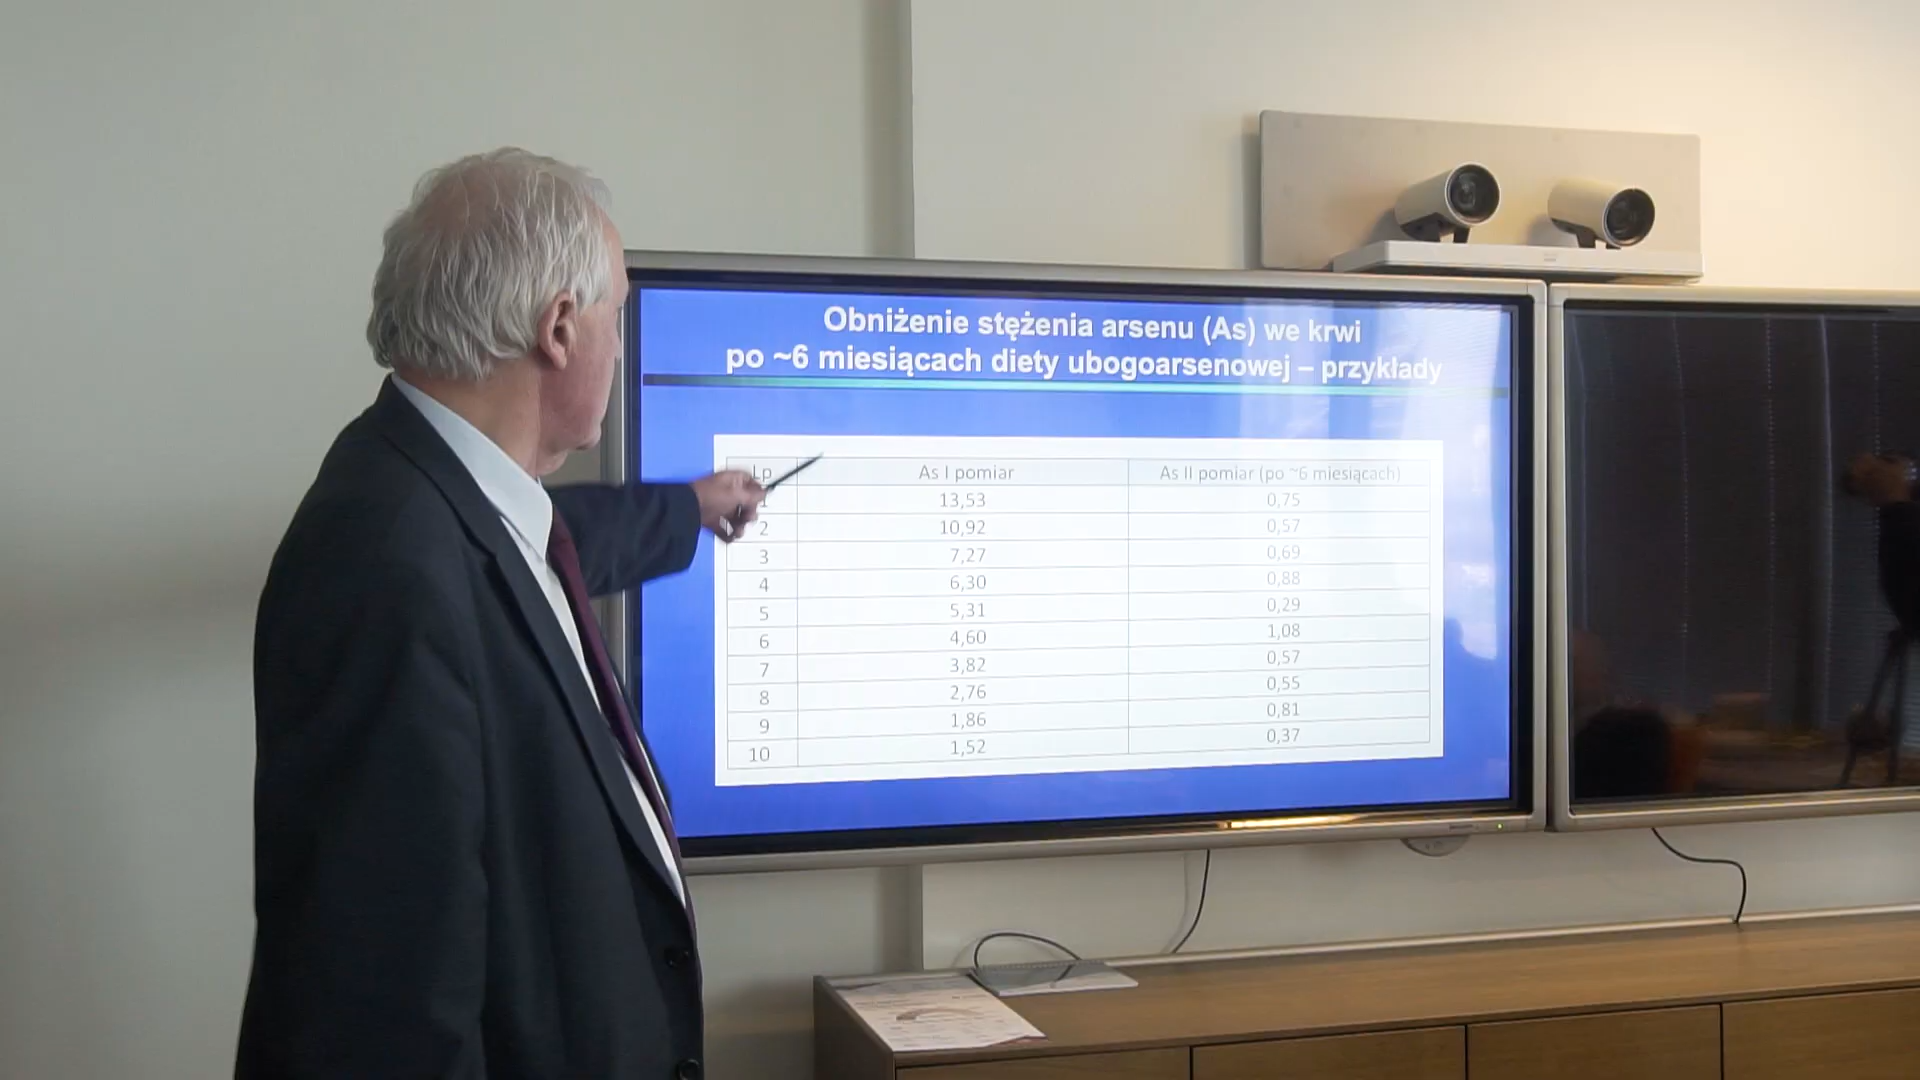 Obniżenie stężenia arsenu (As) we krwi
po ~6 miesiącach diety ubogoarsenowej – przykłady
Lp As I pomiar As II pomiar (po ~6 miesiącach)
1 13,53 0,75
2 10,92 0,57
3 7,27 0,69
4 6,30 0,88
5 5,31 0,29
6 4,60 1,08
7 3,82 0,57
8 2,76 0,55
9 1,86 0,81
10 1,52 0,37